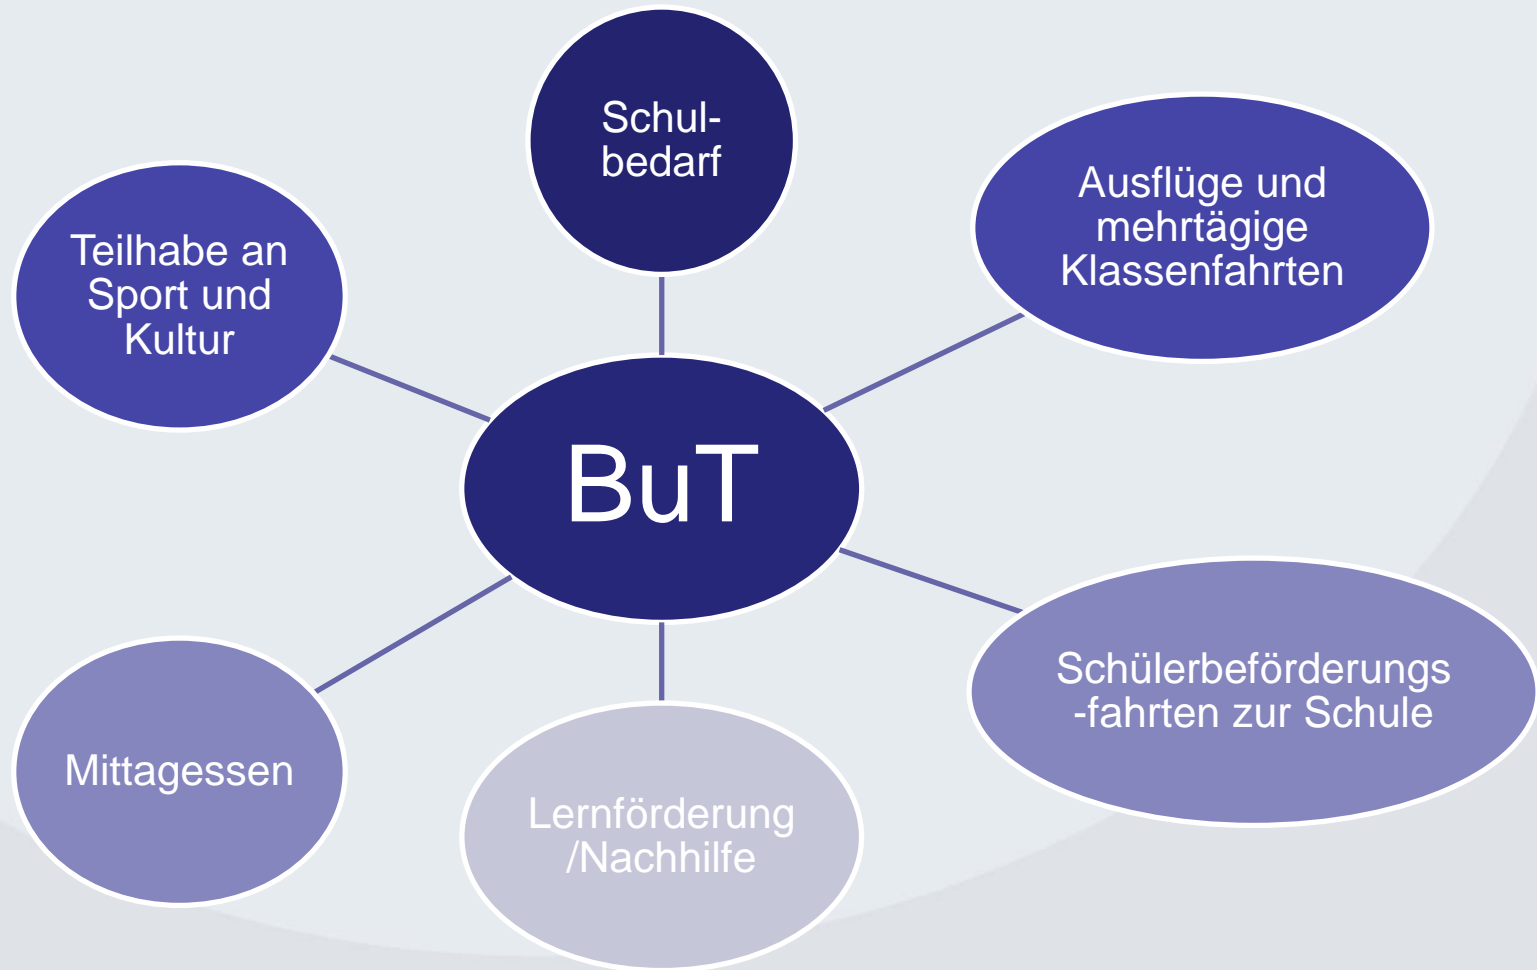 Schul-
bedarf
Ausflüge und
mehrtägige
Klassenfahrten
Teilhabe an
Sport und
Kultur
BuT
Schülerbeförderungs
-fahrten zur Schule
Mittagessen
Lernförderung
/Nachhilfe